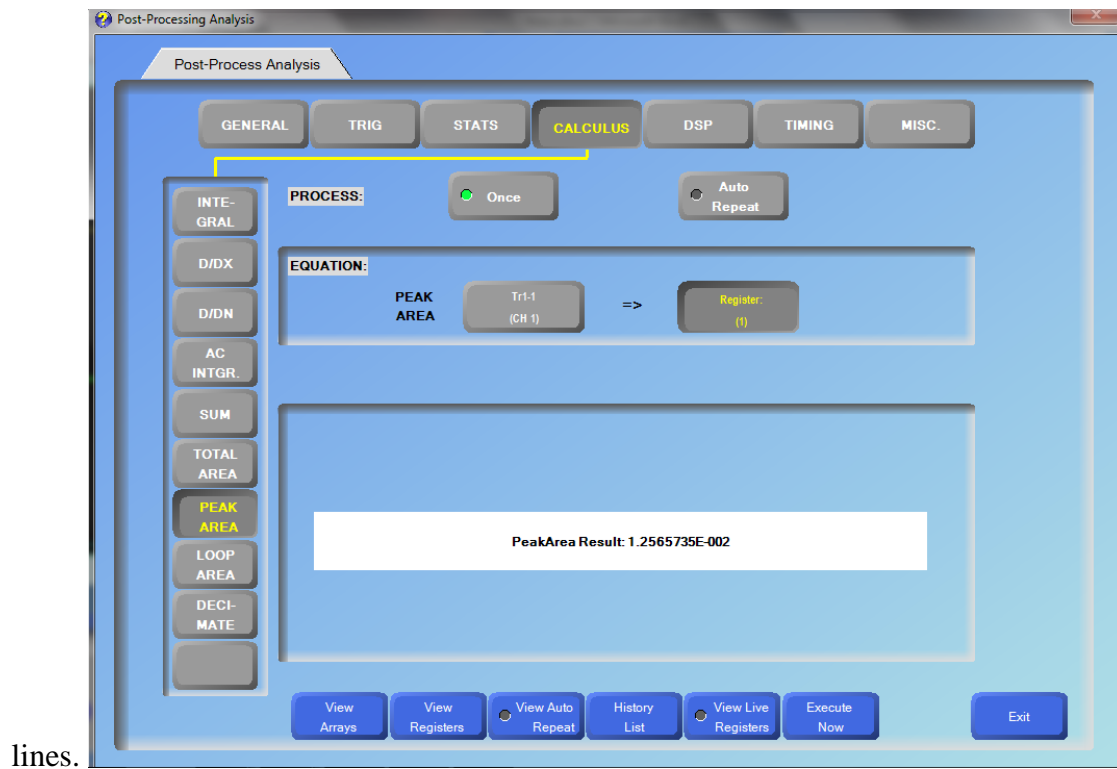 Post-Processing Analysis
Post-Process Analysis
GENERAL TRIG STATS CALCULUS DSP TIMING MISC.
INTE-
GRAL
D/DX
D/DN
AC
INTGR.
SUM
TOTAL
AREA
PEAK
AREA
LOOP
AREA
DECI-
MATE
PROCESS:
Once
Auto
Repeat
EQUATION:
PEAK
AREA
Tr1-1
(CH 1)
=>
Register:
(1)
PeakArea Result: 1.2565735E-002
View
Arrays
View
Registers
View Auto
Repeat
History
List
View Live
Registers
Execute
Now
Exit
lines.